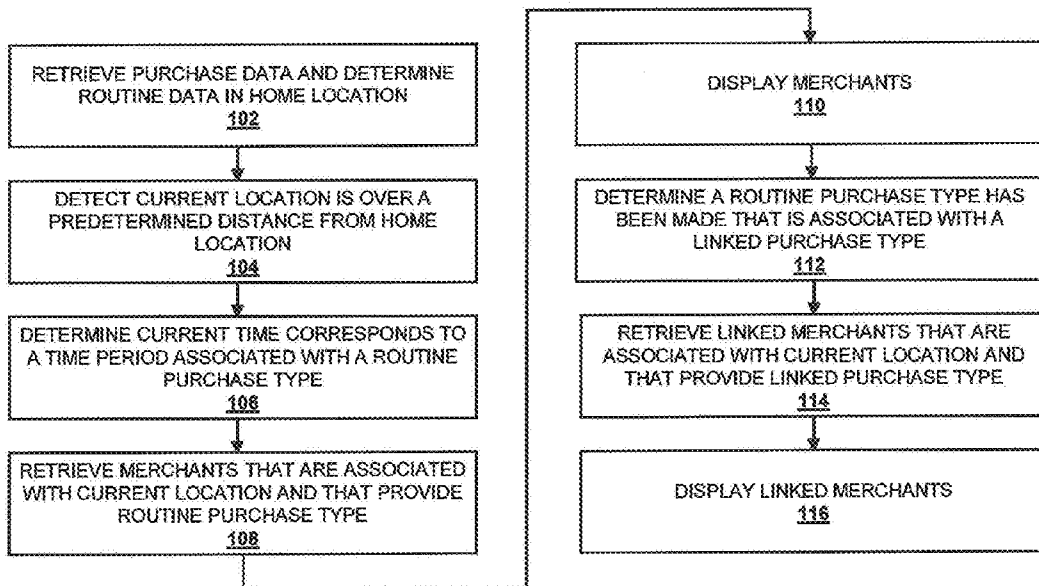 RETRIEVE PURCHASE DATA AND DETERMINE
ROUTINE DATA IN HOME LOCATION
102
DETECT CURRENT LOCATION IS OVER A
PREDETERMINED DISTANCE FROM HOME
LOCATION
104
DETERMINE CURRENT TIME CORRESPONDS TO
A TIME PERIOD ASSOCIATED WITH A ROUTINE
PURCHASE TYPE
106
RETRIEVE MERCHANTS THAT ARE ASSOCIATED
WITH CURRENT LOCATION AND THAT PROVIDE
ROUTINE PURCHASE TYPE
108
DISPLAY MERCHANTS
110
DETERMINE A ROUTINE PURCHASE TYPE HAS
BEEN MADE THAT IS ASSOCIATED WITH A
LINKED PURCHASE TYPE
112
RETRIEVE LINKED MERCHANTS THAT ARE
ASSOCIATED WITH CURRENT LOCATION AND
THAT PROVIDE LINKED PURCHASE TYPE
114
DISPLAY LINKED MERCHANTS
116